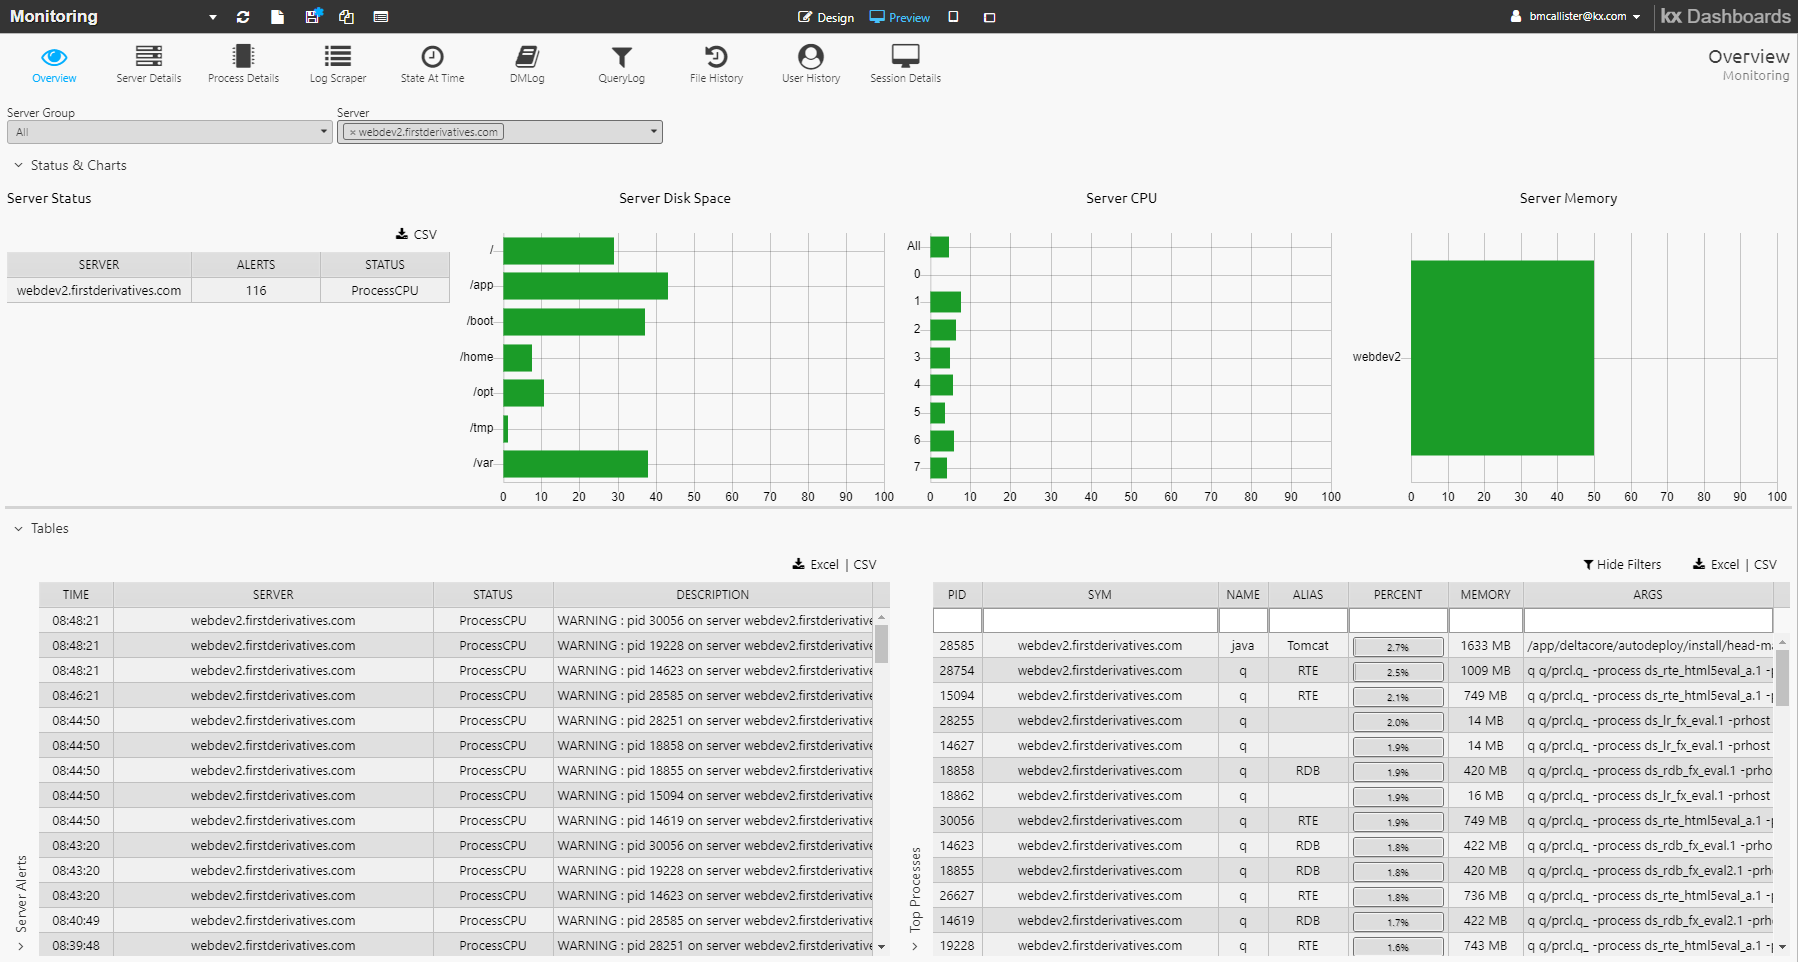 Monitoring
Design
Preview
bmcallister@kx.com
kx Dashboards
Overview
Server Details
Process Details
Log Scraper
State At Time
DMLog
QueryLog
File History
User History
Session Details
Overview
Monitoring
Server Group
All
Server
× webdev2.firstderivatives.com
Status & Charts
Server Status
CSV
SERVER ALERTS STATUS
webdev2.firstderivatives.com 116 ProcessCPU
Server Disk Space
/
/app
/boot
/home
/opt
/tmp
/var
0 10 20 30 40 50 60 70 80 90 100
Server CPU
All
0
1
2
3
4
5
6
7
0 10 20 30 40 50 60 70 80 90 100
Server Memory
webdev2
0 10 20 30 40 50 60 70 80 90 100
Tables
Server Alerts
Excel | CSV
TIME SERVER STATUS DESCRIPTION
08:48:21 webdev2.firstderivatives.com ProcessCPU WARNING : pid 30056 on server webdev2.firstderivative
08:48:21 webdev2.firstderivatives.com ProcessCPU WARNING : pid 19228 on server webdev2.firstderivative
08:48:21 webdev2.firstderivatives.com ProcessCPU WARNING : pid 14623 on server webdev2.firstderivative
08:46:21 webdev2.firstderivatives.com ProcessCPU WARNING : pid 28585 on server webdev2.firstderivative
08:44:50 webdev2.firstderivatives.com ProcessCPU WARNING : pid 28251 on server webdev2.firstderivative
08:44:50 webdev2.firstderivatives.com ProcessCPU WARNING : pid 18858 on server webdev2.firstderivative
08:44:50 webdev2.firstderivatives.com ProcessCPU WARNING : pid 18855 on server webdev2.firstderivative
08:44:50 webdev2.firstderivatives.com ProcessCPU WARNING : pid 15094 on server webdev2.firstderivative
08:44:50 webdev2.firstderivatives.com ProcessCPU WARNING : pid 14619 on server webdev2.firstderivative
08:43:20 webdev2.firstderivatives.com ProcessCPU WARNING : pid 30056 on server webdev2.firstderivative
08:43:20 webdev2.firstderivatives.com ProcessCPU WARNING : pid 19228 on server webdev2.firstderivative
08:43:20 webdev2.firstderivatives.com ProcessCPU WARNING : pid 14623 on server webdev2.firstderivative
08:40:49 webdev2.firstderivatives.com ProcessCPU WARNING : pid 28585 on server webdev2.firstderivative
08:39:48 webdev2.firstderivatives.com ProcessCPU WARNING : pid 28251 on server webdev2.firstderivative
Top Processes
Hide Filters Excel | CSV
PID SYM NAME ALIAS PERCENT MEMORY ARGS
28585 webdev2.firstderivatives.com java Tomcat 2.7% 1633 MB /app/deltacore/autodeploy/install/head-m
28754 webdev2.firstderivatives.com q RTE 2.5% 1009 MB q q/prcl.q_ -process ds_rte_html5eval_a.1 -p
15094 webdev2.firstderivatives.com q RTE 2.1% 749 MB q q/prcl.q_ -process ds_rte_html5eval_a.1 -p
28255 webdev2.firstderivatives.com q 2.0% 14 MB q q/prcl.q_ -process ds_lr_fx_eval.1 -prhost
14627 webdev2.firstderivatives.com q 1.9% 14 MB q q/prcl.q_ -process ds_lr_fx_eval.1 -prhost
18858 webdev2.firstderivatives.com q RDB 1.9% 420 MB q q/prcl.q_ -process ds_rdb_fx_eval.1 -prho
18862 webdev2.firstderivatives.com q 1.9% 16 MB q q/prcl.q_ -process ds_lr_fx_eval.1 -prhost
30056 webdev2.firstderivatives.com q RTE 1.9% 749 MB q q/prcl.q_ -process ds_rte_html5eval_a.1 -p
14623 webdev2.firstderivatives.com q RDB 1.8% 422 MB q q/prcl.q_ -process ds_rdb_fx_eval.1 -prho
18855 webdev2.firstderivatives.com q RDB 1.8% 420 MB q q/prcl.q_ -process ds_rdb_fx_eval2.1 -prh
26627 webdev2.firstderivatives.com q RTE 1.8% 736 MB q q/prcl.q_ -process ds_rte_html5eval_a.1 -p
14619 webdev2.firstderivatives.com q RDB 1.7% 422 MB q q/prcl.q_ -process ds_rdb_fx_eval2.1 -prh
19228 webdev2.firstderivatives.com q RTE 1.6% 743 MB q q/prcl.q_ -process ds_rte_html5eval_a.1 -p